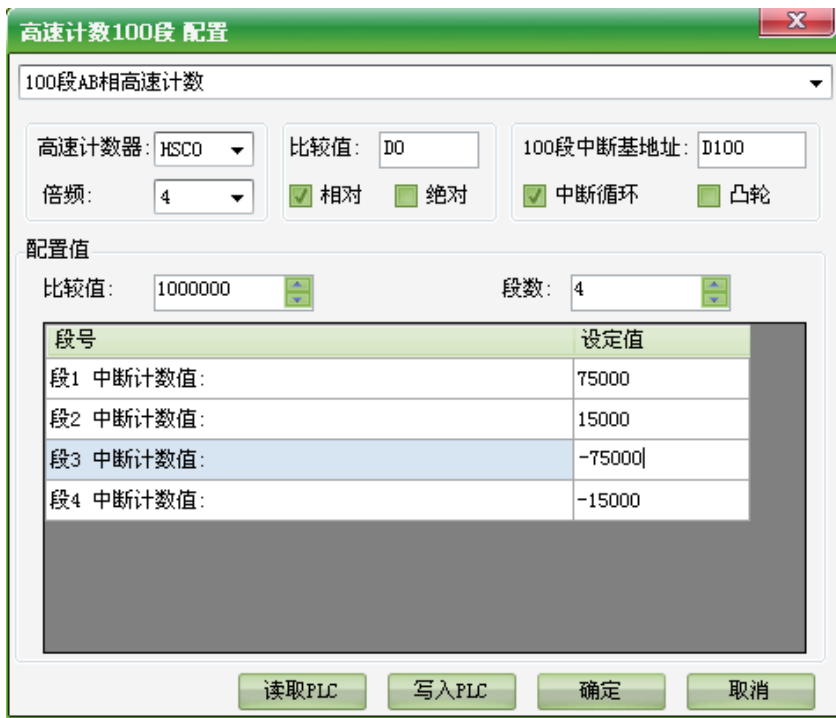 高速计数100段 配置
100段AB相高速计数
高速计数器: HSC0 比较值: D0 100段中断基地址: D100
倍频: 4 相对 绝对 中断循环 凸轮
配置值
比较值: 1000000 段数: 4
段号 设定值
段1 中断计数值: 75000
段2 中断计数值: 15000
段3 中断计数值: -75000
段4 中断计数值: -15000
读取PLC 写入PLC 确定 取消